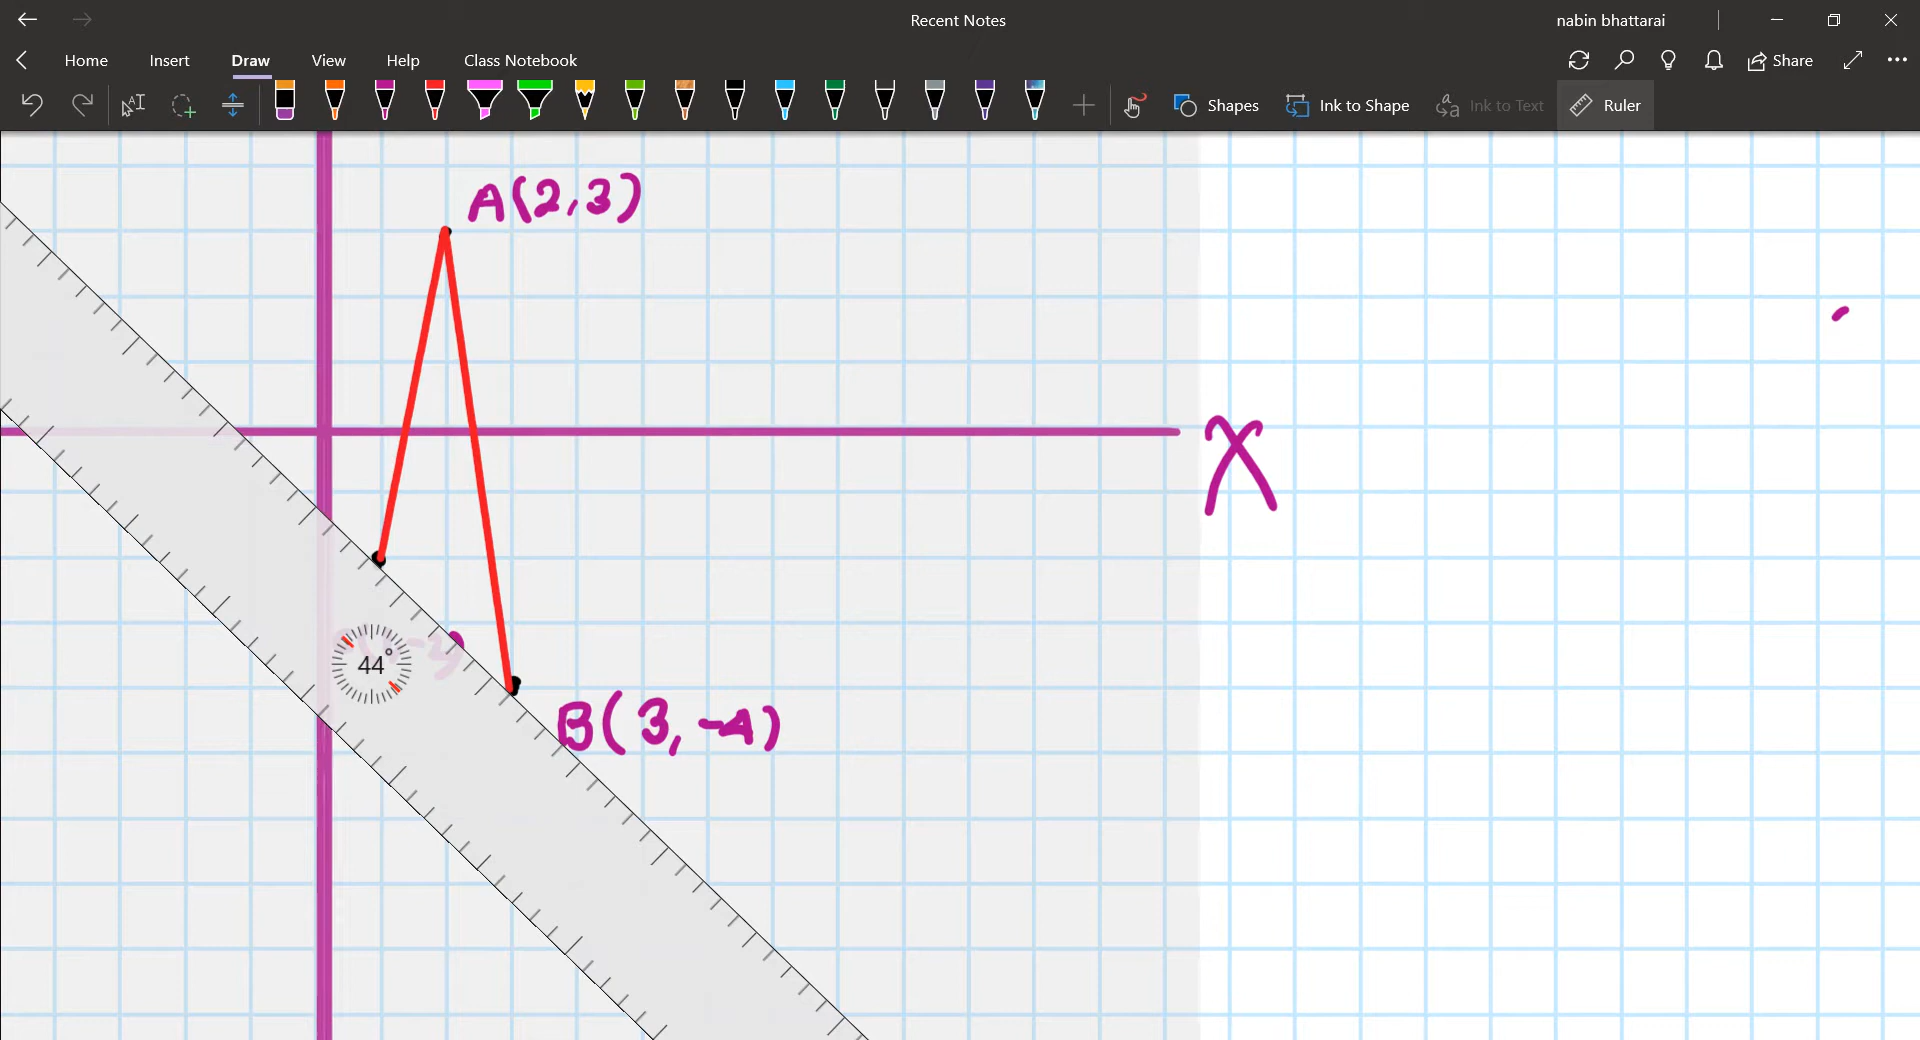 Recent Notes
nabin bhattarai
Home Insert Draw View Help Class Notebook
Share
Shapes Ink to Shape Ink to Text Ruler
A(2,3)
X
44°
B(3,-4)